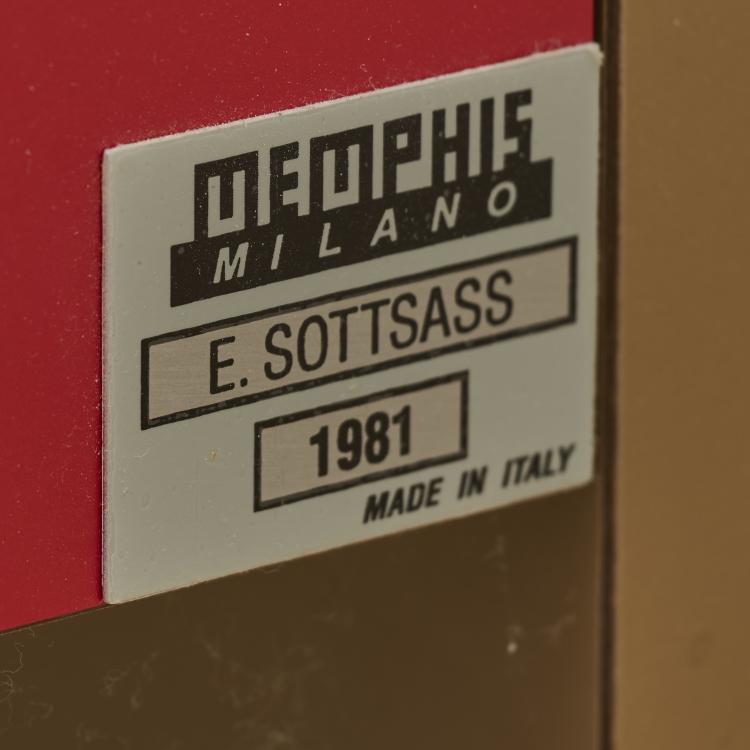 MEMPHIS
MILANO
E. SOTTSASS
1981
MADE IN ITALY